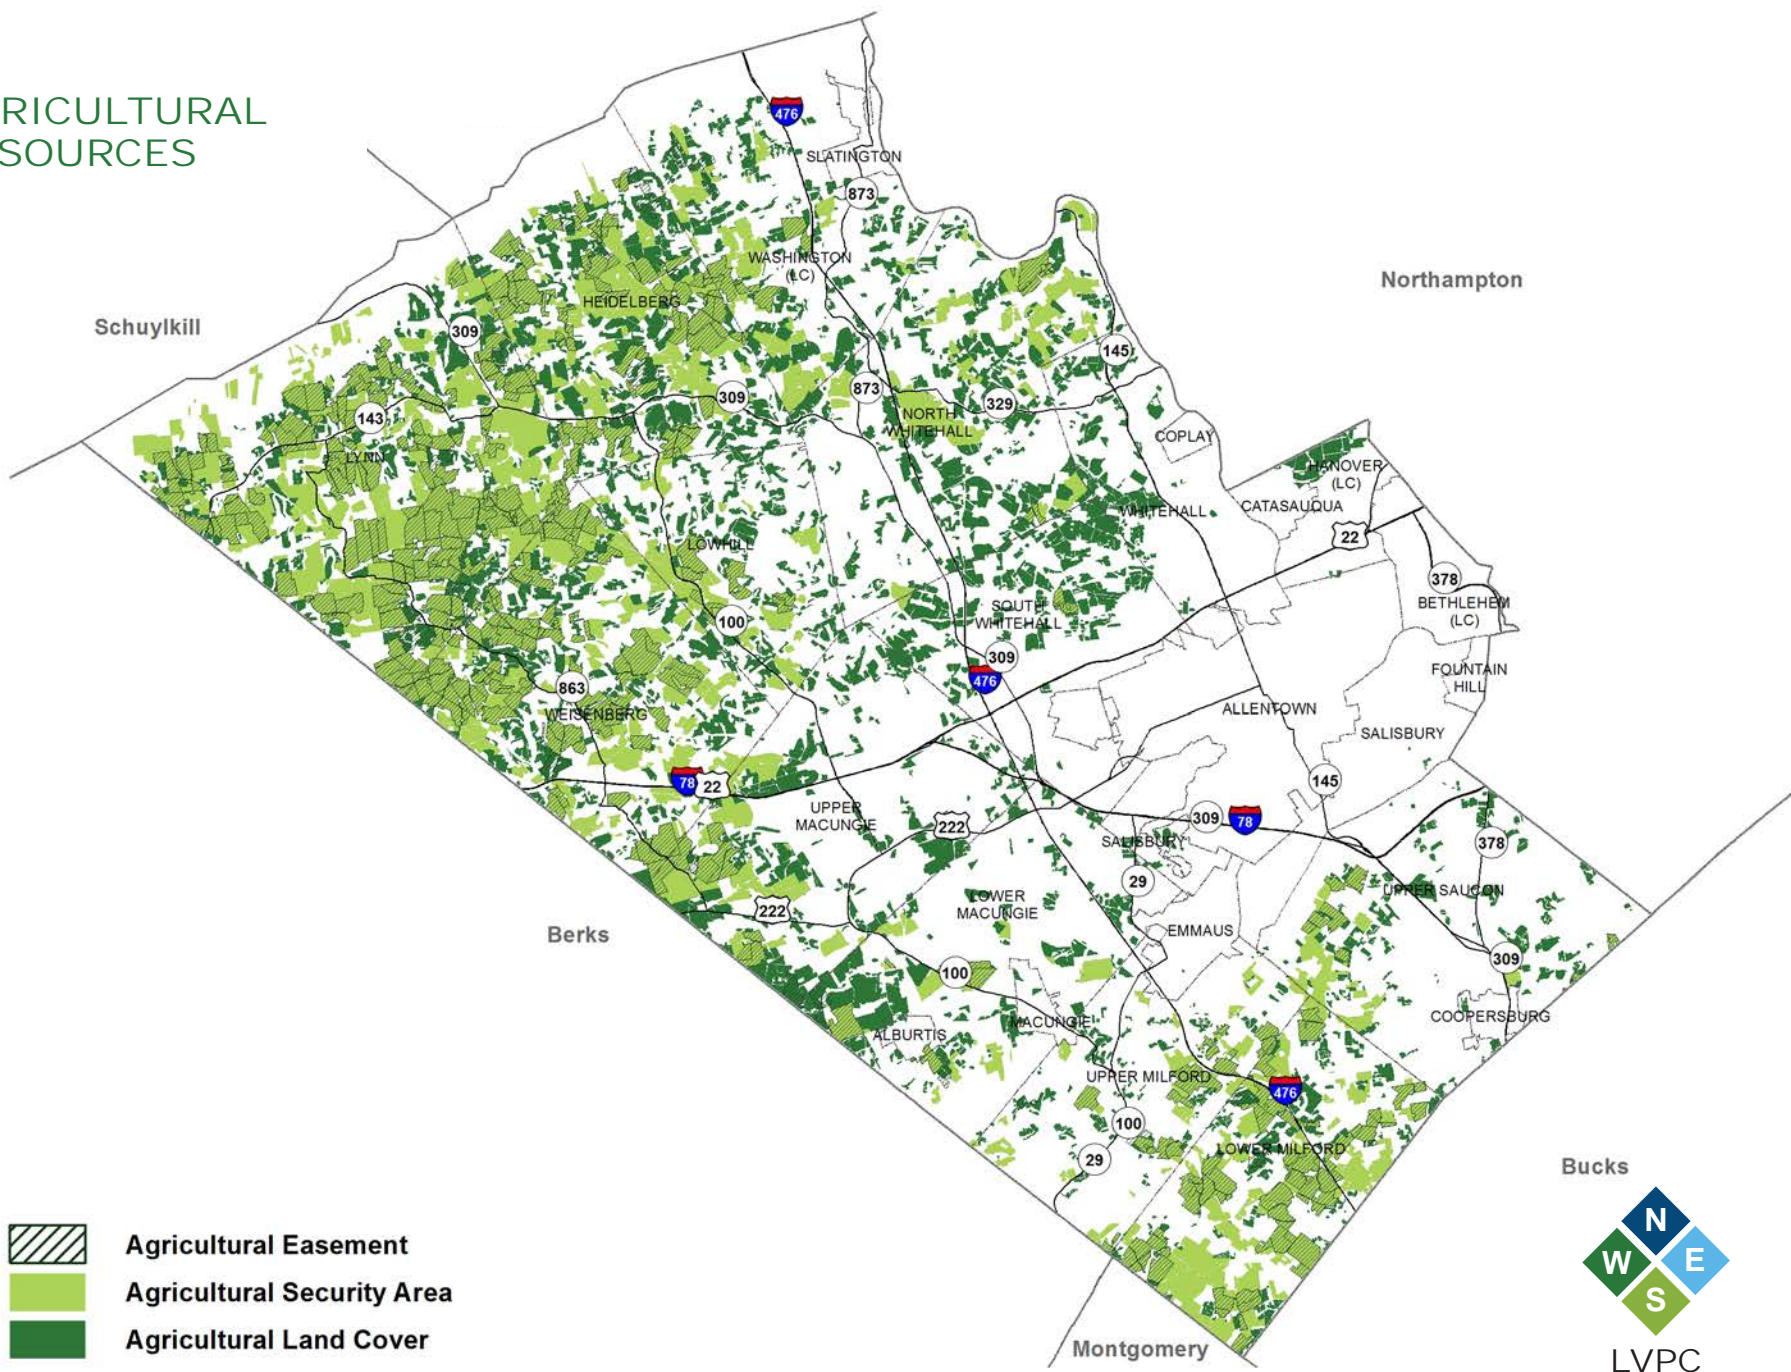 RICULTURAL
SOURCES
476
SLATINGTON
873
WASHINGTON
(LC)
Northampton
HEIDELBERG
Schuylkill
309
145
309
873
329
143
NORTH
WHITEHALL
COPLAY
LYNN
HANOVER
(LC)
CATASAUQUA
WHITEHALL
22
LOWHILL
378
BETHLEHEM
(LC)
SOUTH
WHITEHALL
100
309
476
FOUNTAIN
HILL
863
WEISENBERG
ALLENTOWN
SALISBURY
78
22
145
UPPER
MACUNGIE
222
309
78
SALISBURY
378
29
UPPER SAUCON
LOWER
MACUNGIE
222
EMMAUS
Berks
309
100
COOPERSBURG
MACUNGIE
ALBURTIS
UPPER MILFORD
476
100
LOWER MILFORD
29
Bucks
Montgomery
Agricultural Easement
Agricultural Security Area
Agricultural Land Cover
N
W
E
S
LVPC